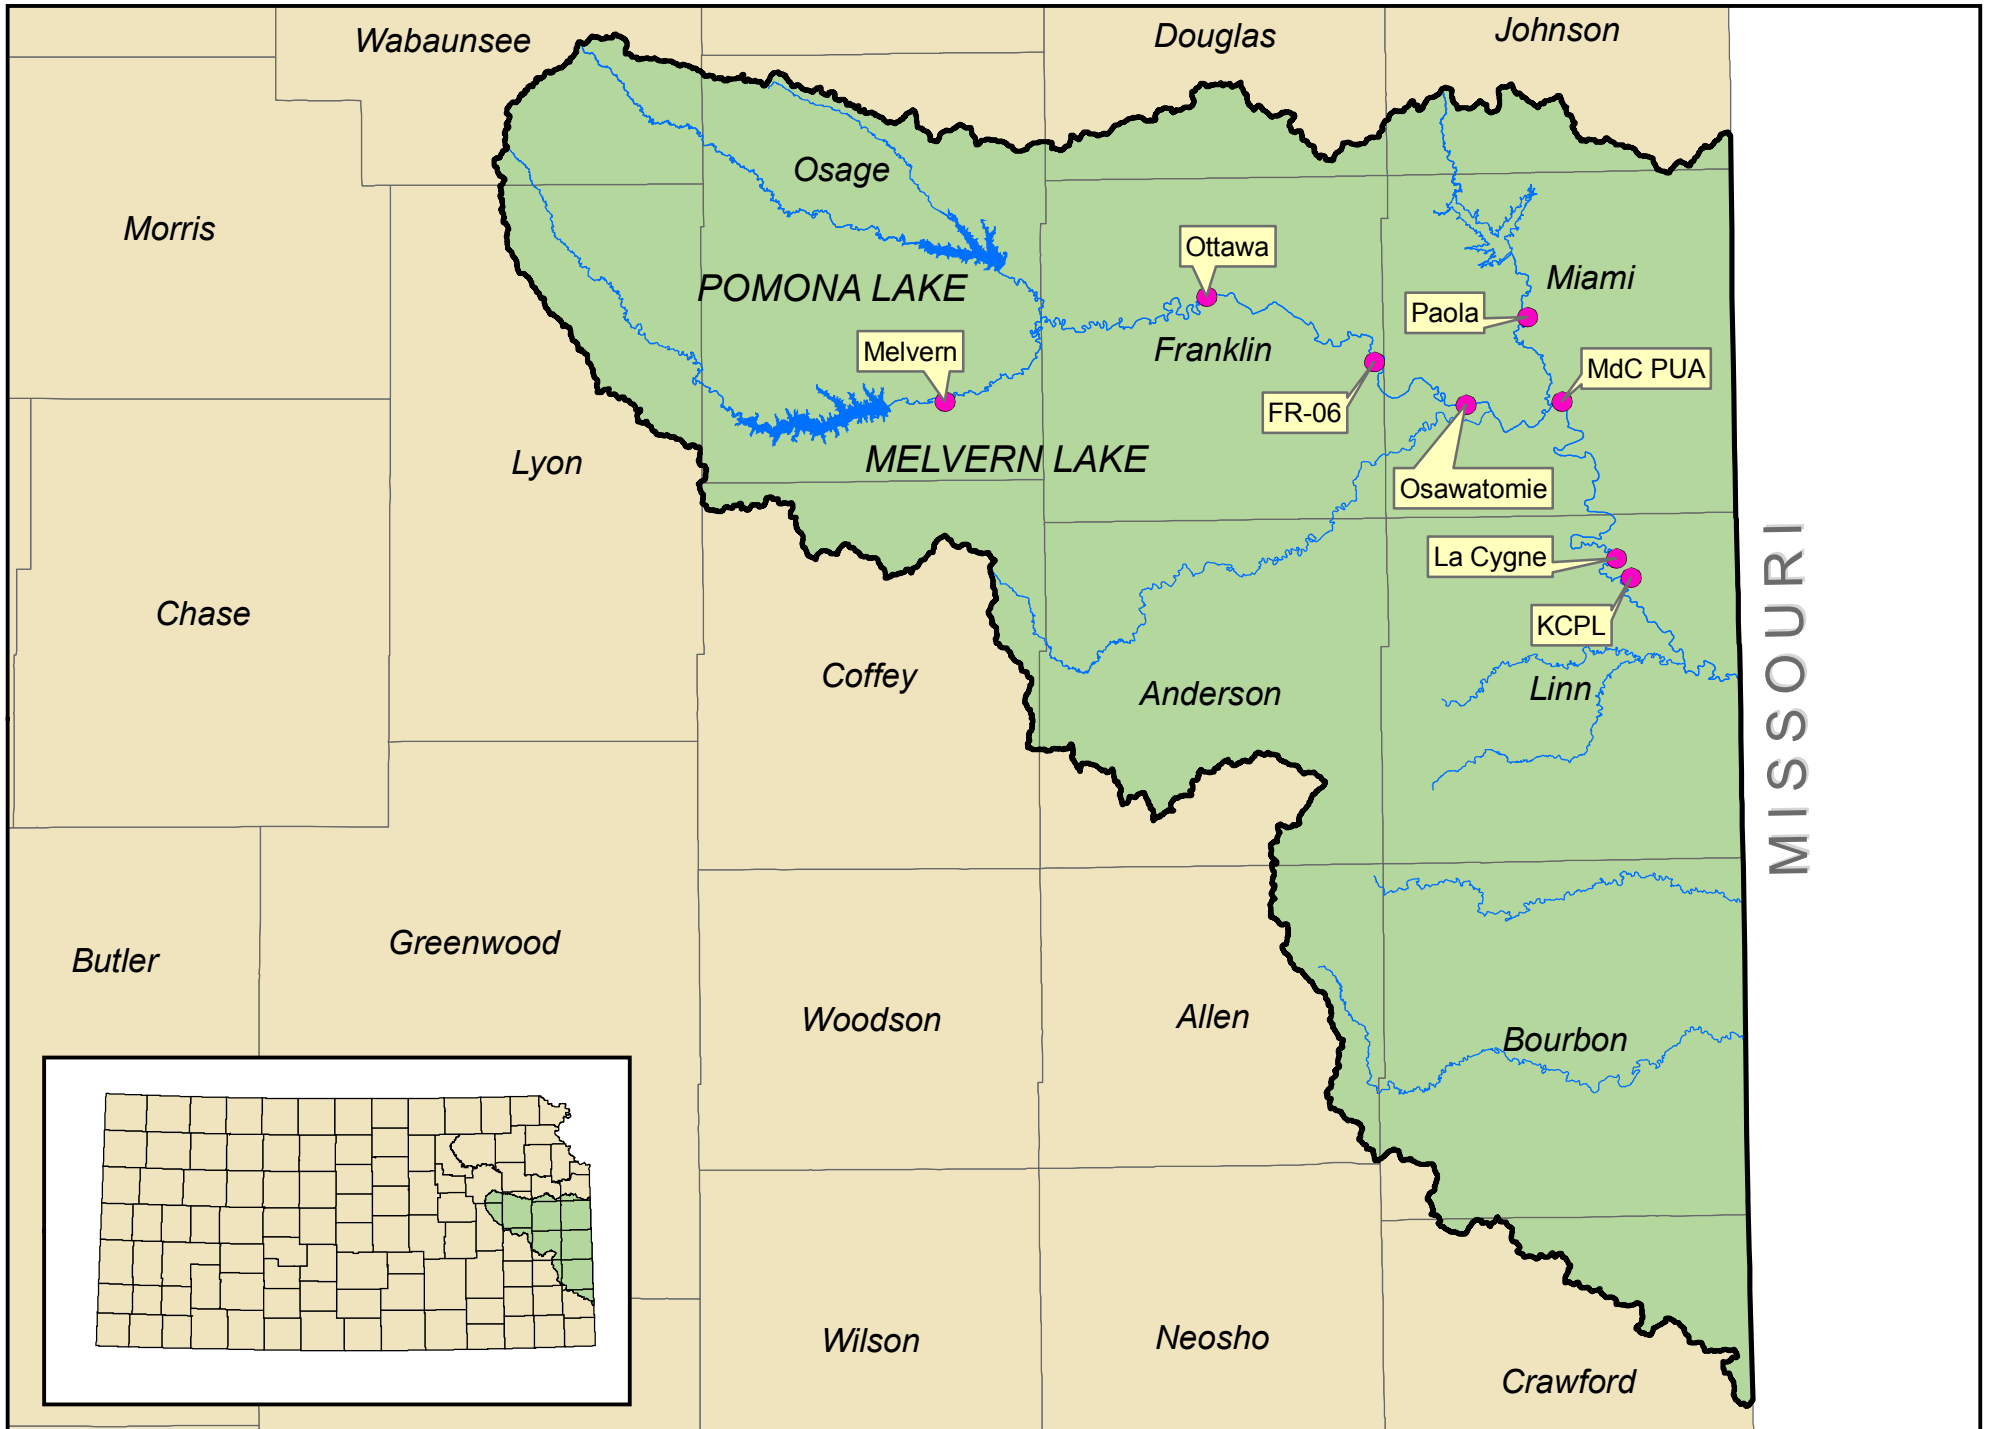 Wabaunsee
Douglas
Johnson
Osage
Morris
POMONA LAKE
Ottawa
Miami
Paola
Melvern
Franklin
MdC PUA
FR-06
MELVERN LAKE
Lyon
Osawatomie
La Cygne
KCPL
MISSOURI
Chase
Coffey
Anderson
Linn
Butler
Greenwood
Woodson
Allen
Bourbon
Wilson
Neosho
Crawford